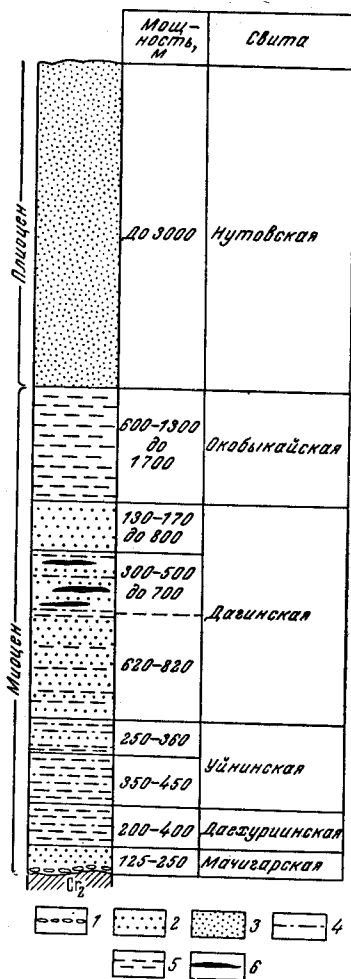 Мощ-
ность,
м
Свита
Плиоцен
до 3000
Нутовская
Миоцен
600–1300
до
1700
Окобыкайская
130–170
до 800
300–500
до 700
Дагинская
620–820
250–360
Уйнинская
350–450
200–400
Даехуриинская
125–250
Мачигарская
Cr2
1
2
3
4
5
6